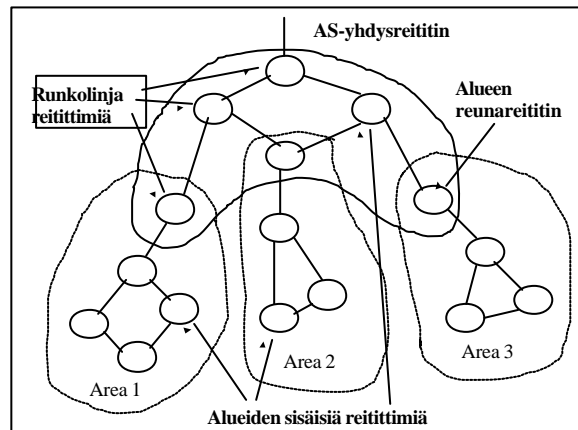 AS-yhdysreititin
Runkolinja
reitittimiä
Alueen
reunareititin
Area 1
Area 2
Area 3
Alueiden sisäisiä reitittimiä